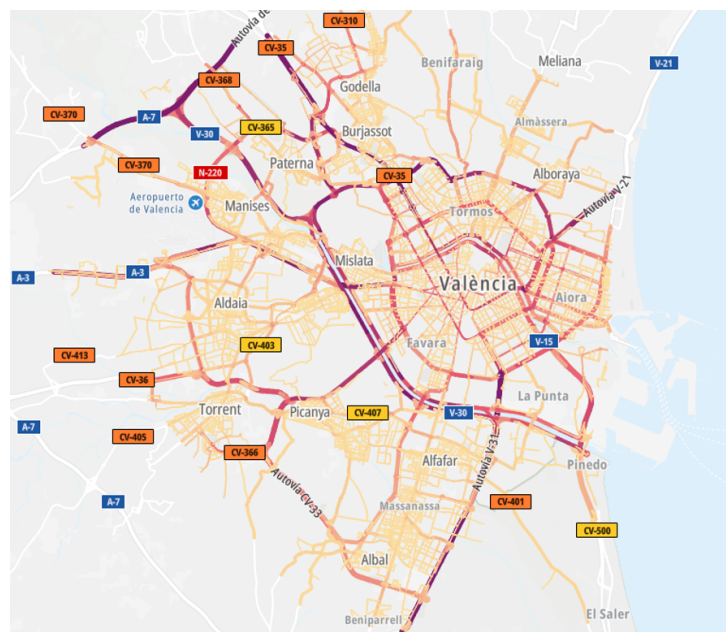 CV-310
Autovía de
CV-35
Meliana
Benifaraig
V-21
CV-368
Godella
CV-370
A-7
Almàssera
CV-365
Burjassot
V-30
CV-370
Paterna
N-220
CV-35
Alboraya
Autovía V-21
Aeropuerto
de Valencia
Manises
Tormos
Mislata
A-3
A-3
València
Aldaia
Aiora
CV-403
Favara
V-15
CV-413
CV-36
La Punta
Torrent
Picanya
CV-407
V-30
A-7
CV-405
CV-366
Alfafar
Autovía V-31
Pinedo
Autovía CV-33
A-7
Massanassa
CV-401
CV-500
Albal
Beniparrell
El Saler